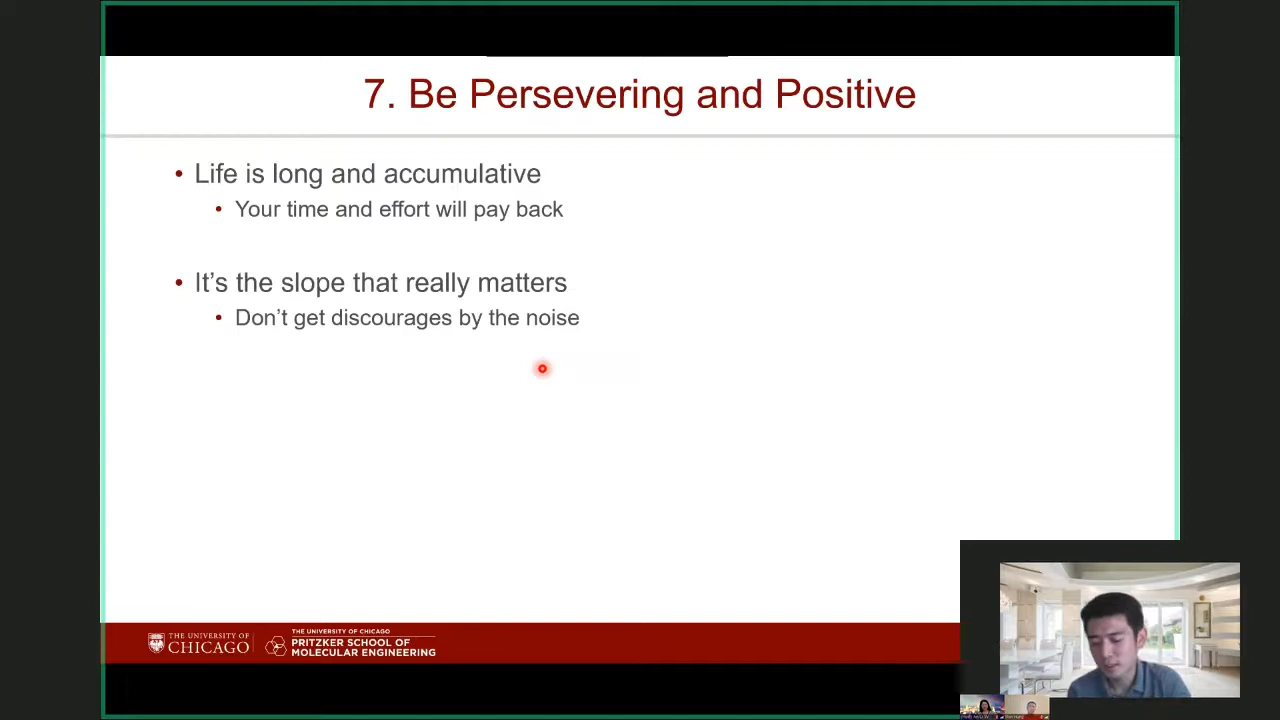 7. Be Persevering and Positive
• Life is long and accumulative
• Your time and effort will pay back
• It's the slope that really matters
• Don't get discourages by the noise
THE UNIVERSITY OF
CHICAGO
THE UNIVERSITY OF CHICAGO
PRITZKER SCHOOL OF
MOLECULAR ENGINEERING